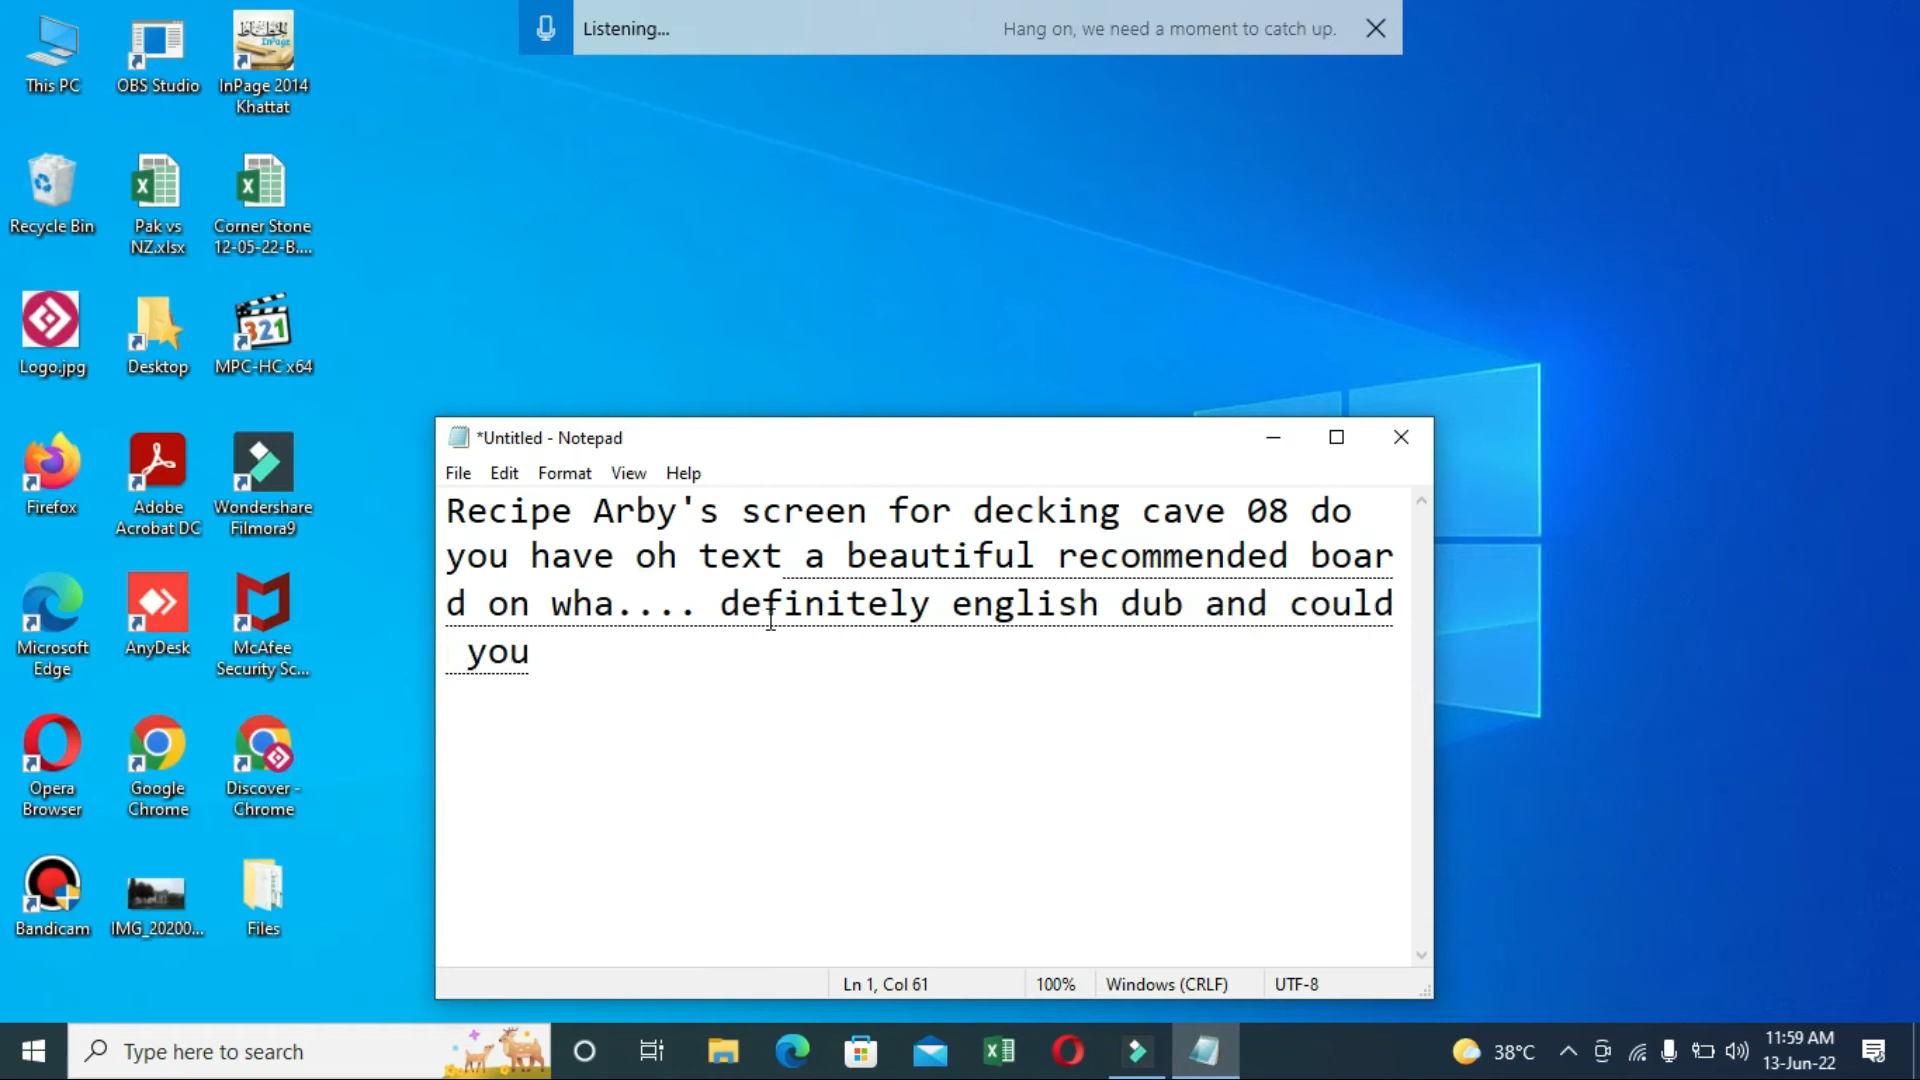 Listening...
Hang on, we need a moment to catch up.
This PC
OBS Studio
InPage 2014
Khattat
Recycle Bin
Pak vs
NZ.xlsx
Corner Stone
12-05-22-B....
Logo.jpg
Desktop
321
MPC-HC x64
Firefox
Adobe
Acrobat DC
Wondershare
Filmora9
Microsoft
Edge
AnyDesk
McAfee
Security Sc...
Opera
Browser
Google
Chrome
Discover -
Chrome
Bandicam
IMG_20200...
Files
*Untitled - Notepad
File Edit Format View Help
Recipe Arby's screen for decking cave 08 do
you have oh text a beautiful recommended boar
d on wha.... definitely english dub and could
you
Ln 1, Col 61
100%
Windows (CRLF)
UTF-8
Type here to search
38°C
11:59 AM
13-Jun-22